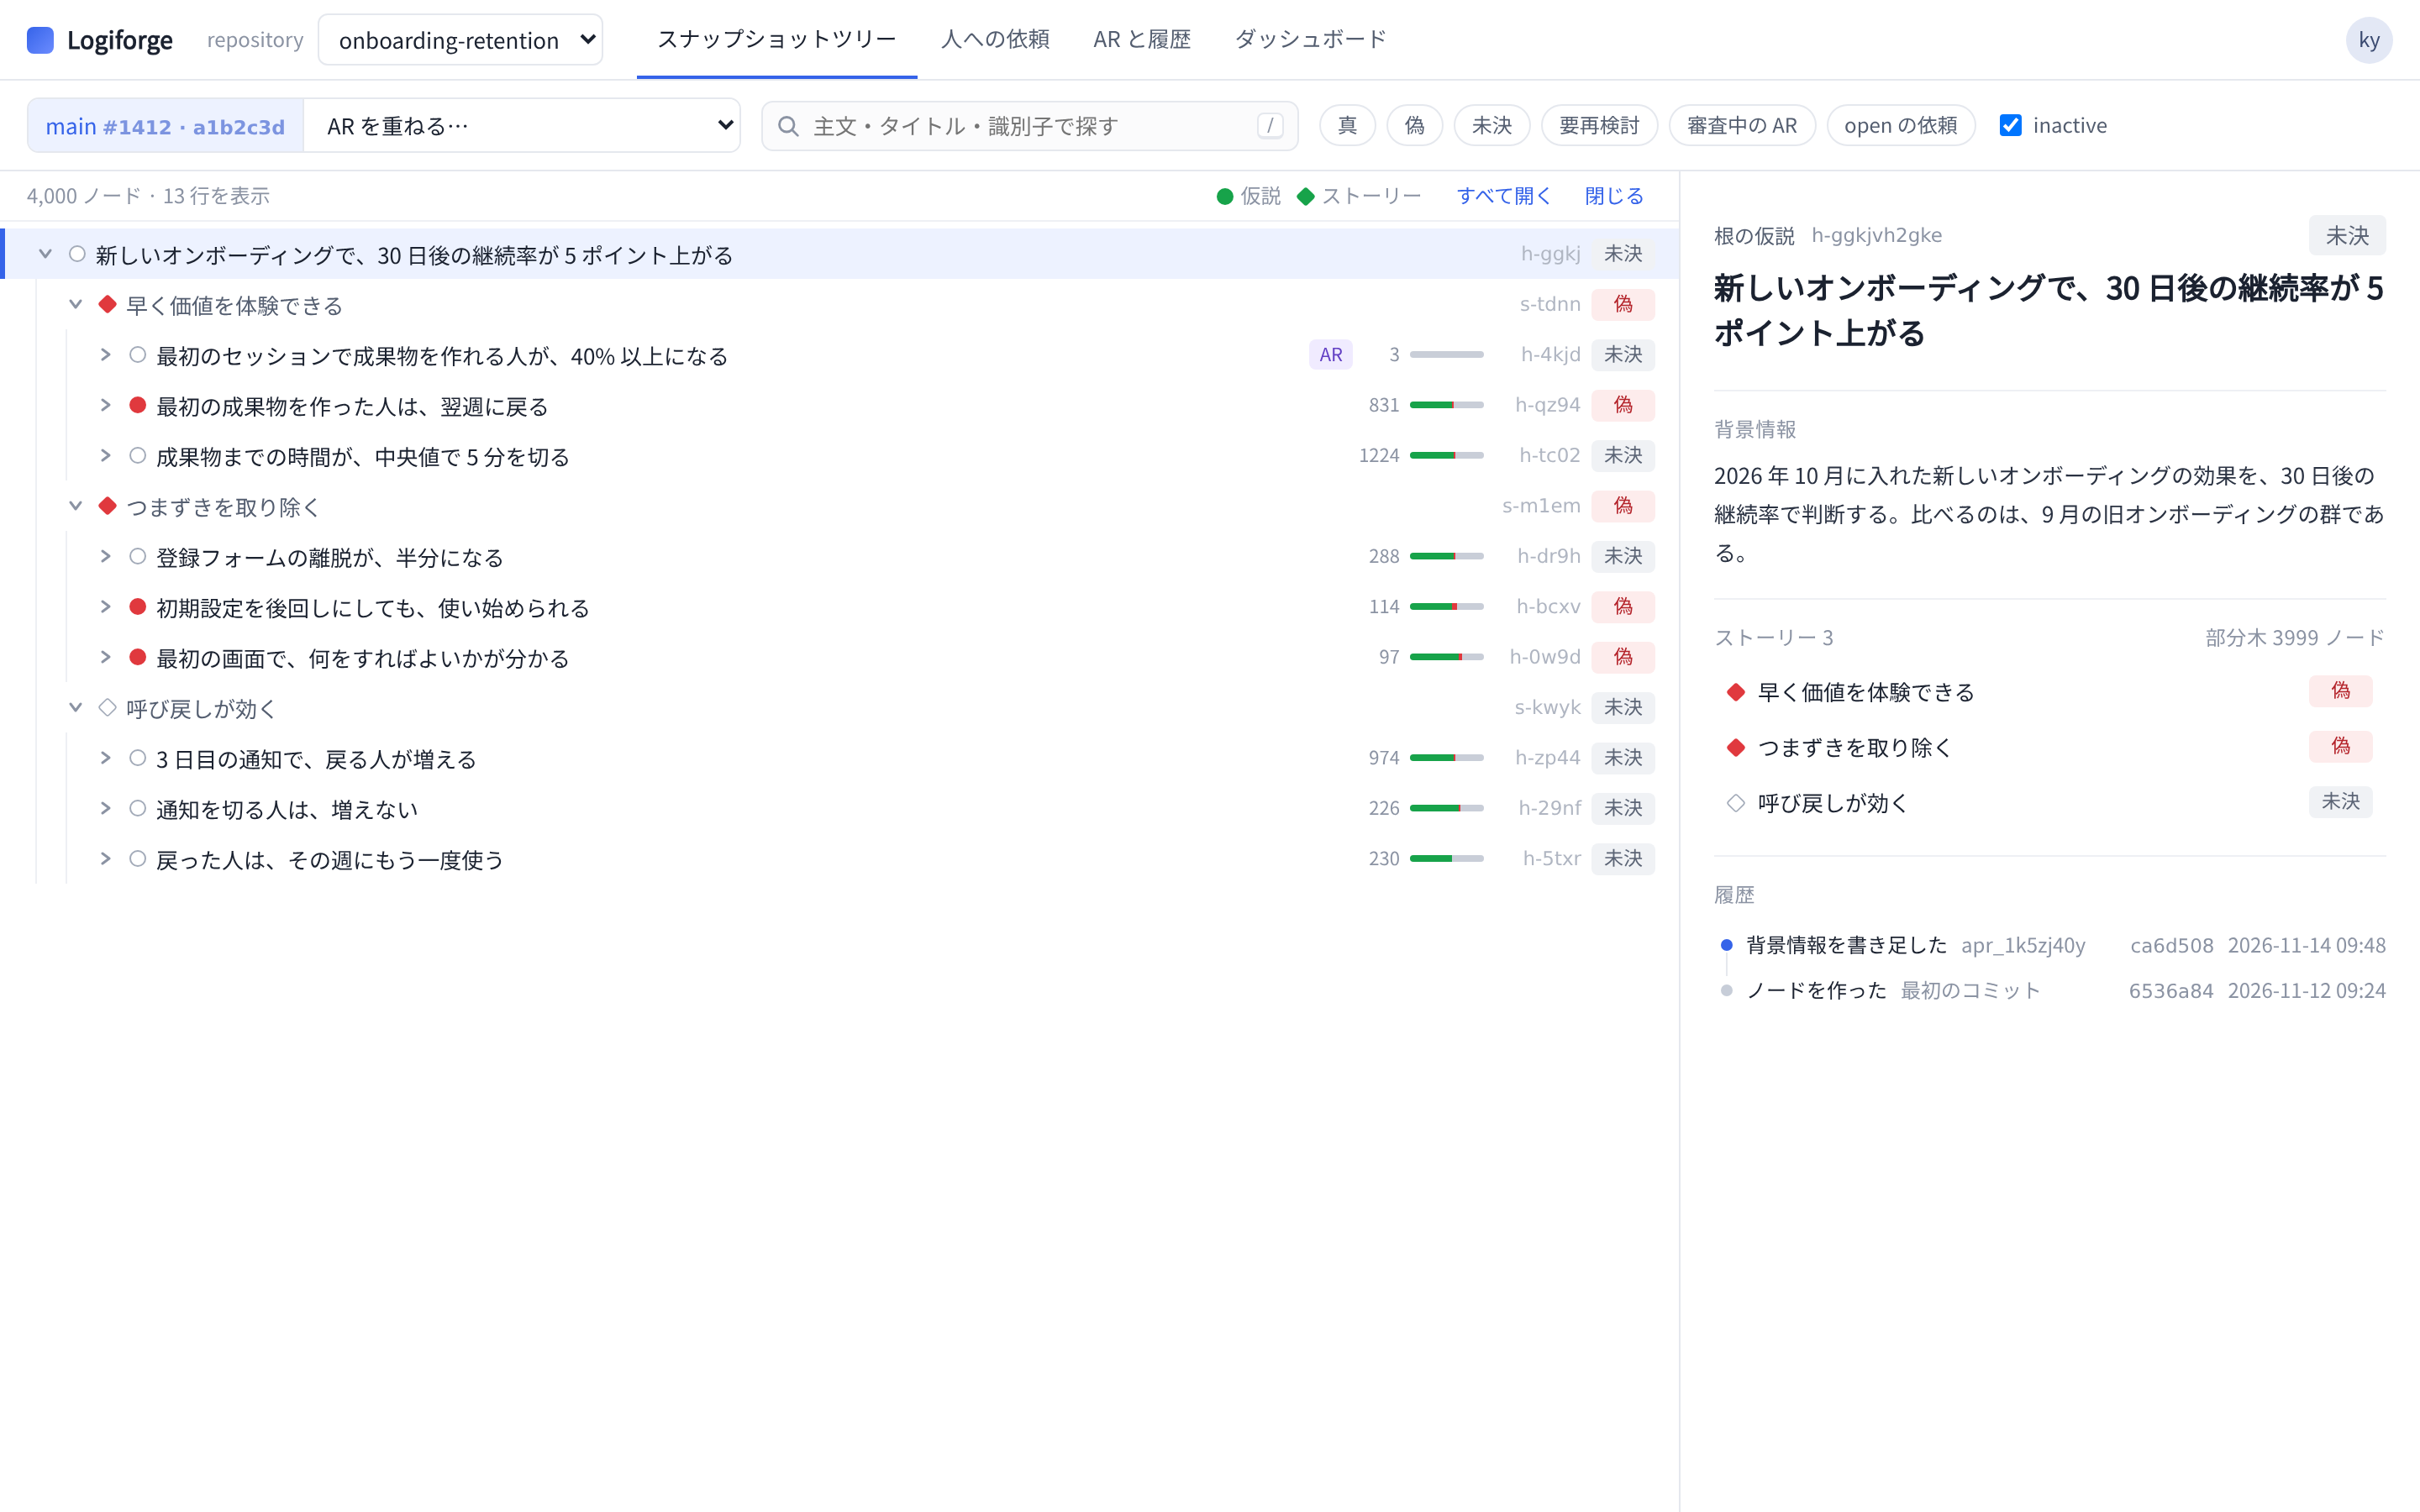 Logiforge repository onboarding-retention スナップショットツリー 人への依頼 AR と履歴 ダッシュボード ky
main #1412 · a1b2c3d AR を重ねる… 主文・タイトル・識別子で探す / 真 偽 未決 要再検討 審査中の AR open の依頼 inactive
4,000 ノード · 13 行を表示 仮説 ストーリー すべて開く 閉じる
新しいオンボーディングで、30 日後の継続率が 5 ポイント上がる h-ggkj 未決
早く価値を体験できる s-tdnn 偽
最初のセッションで成果物を作れる人が、40% 以上になる AR 3 h-4kjd 未決
最初の成果物を作った人は、翌週に戻る 831 h-qz94 偽
成果物までの時間が、中央値で 5 分を切る 1224 h-tc02 未決
つまずきを取り除く s-m1em 偽
登録フォームの離脱が、半分になる 288 h-dr9h 未決
初期設定を後回しにしても、使い始められる 114 h-bcxv 偽
最初の画面で、何をすればよいかが分かる 97 h-0w9d 偽
呼び戻しが効く s-kwyk 未決
3 日目の通知で、戻る人が増える 974 h-zp44 未決
通知を切る人は、増えない 226 h-29nf 未決
戻った人は、その週にもう一度使う 230 h-5txr 未決
根の仮説 h-ggkjvh2gke 未決
新しいオンボーディングで、30 日後の継続率が 5
ポイント上がる
背景情報
2026 年 10 月に入れた新しいオンボーディングの効果を、30 日後の
継続率で判断する。比べるのは、9 月の旧オンボーディングの群であ
る。
ストーリー 3 部分木 3999 ノード
早く価値を体験できる 偽
つまずきを取り除く 偽
呼び戻しが効く 未決
履歴
背景情報を書き足した apr_1k5zj40y ca6d508 2026-11-14 09:48
ノードを作った 最初のコミット 6536a84 2026-11-12 09:24